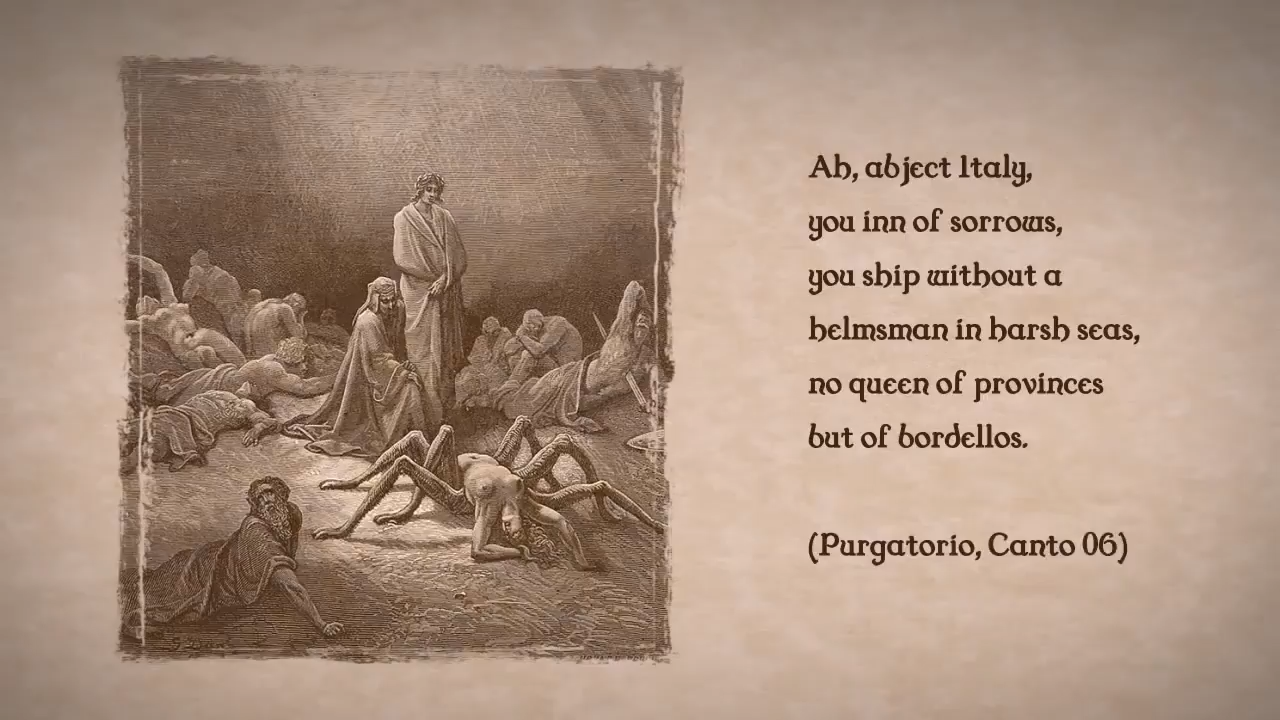 Ah, abject Italy,
you inn of sorrows,
you ship without a
helmsman in harsh seas,
no queen of provinces
but of bordellos.
(Purgatorio, Canto 06)